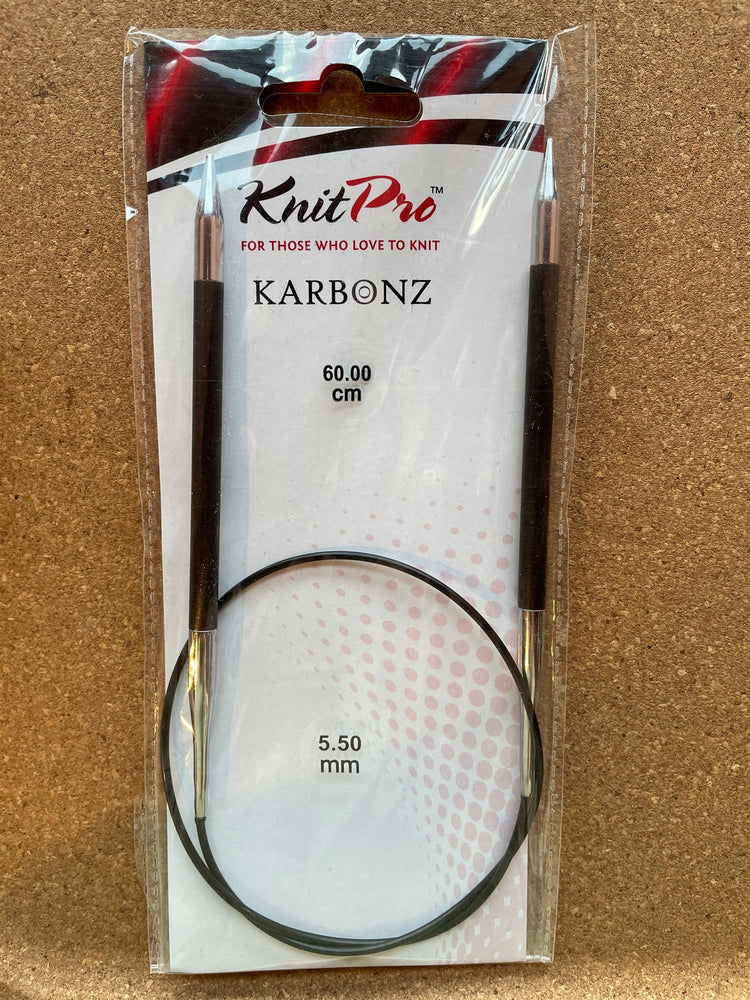 KnitPro™
FOR THOSE WHO LOVE TO KNIT
KARBONZ
60.00
cm
5.50
mm